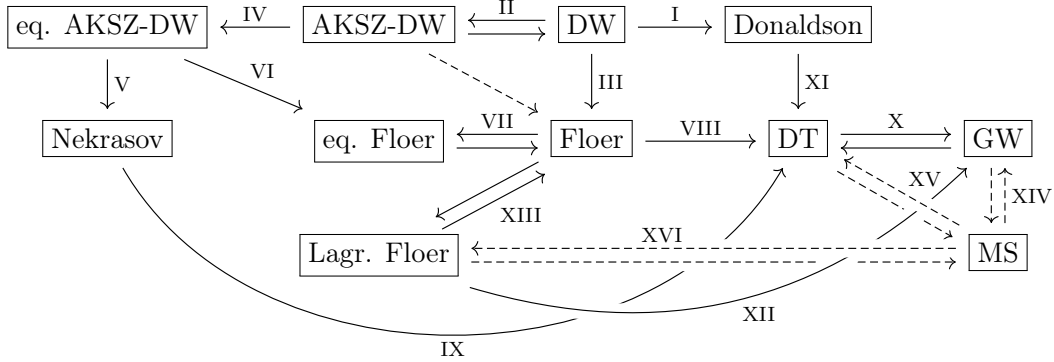 eq. AKSZ-DW IV AKSZ-DW II DW I Donaldson
V VI III XI
Nekrasov eq. Floer VII Floer VIII DT X GW
XIII XV XIV
Lagr. Floer XVI MS
XII
IX